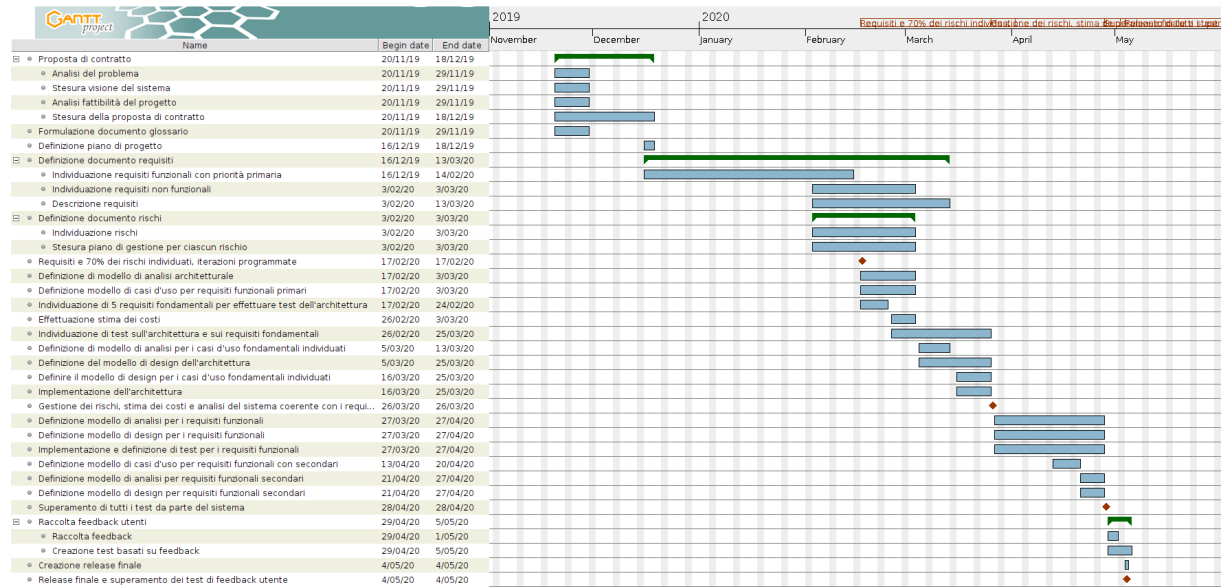 GANTT
project
2019 2020
Requisiti e 70% dei rischi
November December January February March April May
Name Begin date End date
Proposta di contratto 20/11/19 18/12/19
Analisi del problema 20/11/19 29/11/19
Stesura visione del sistema 20/11/19 29/11/19
Analisi fattibilità del progetto 20/11/19 29/11/19
Stesura della proposta di contratto 20/11/19 18/12/19
Formulazione documento glossario 20/11/19 29/11/19
Definizione piano di progetto 16/12/19 18/12/19
Definizione documento requisiti 16/12/19 13/03/20
Individuazione requisiti funzionali con priorità primaria 16/12/19 14/02/20
Individuazione requisiti non funzionali 3/02/20 3/03/20
Descrizione requisiti 3/02/20 13/03/20
Definizione documento rischi 3/02/20 3/03/20
Individuazione rischi 3/02/20 3/03/20
Stesura piano di gestione per ciascun rischio 3/02/20 3/03/20
Requisiti e 70% dei rischi individuati, iterazioni programmate 17/02/20 17/02/20
Definizione di modello di analisi architetturale 17/02/20 3/03/20
Definizione modello di casi d'uso per requisiti funzionali primari 17/02/20 3/03/20
Individuazione di 5 requisiti fondamentali per effettuare test dell'architettura 17/02/20 24/02/20
Effettuazione stima dei costi 26/02/20 3/03/20
Individuazione di test sull'architettura e sui requisiti fondamentali 26/02/20 25/03/20
Definizione di modello di analisi per i casi d'uso fondamentali individuati 5/03/20 13/03/20
Definizione del modello di design dell'architettura 5/03/20 25/03/20
Definire il modello di design per i casi d'uso fondamentali individuati 16/03/20 25/03/20
Implementazione dell'architettura 16/03/20 25/03/20
Gestione dei rischi, stima dei costi e analisi del sistema coerente con i requi... 26/03/20 26/03/20
Definizione modello di analisi per i requisiti funzionali 27/03/20 27/04/20
Definizione modello di design per i requisiti funzionali 27/03/20 27/04/20
Implementazione e definizione di test per i requisiti funzionali 27/03/20 27/04/20
Definizione modello di casi d'uso per requisiti funzionali con secondari 13/04/20 20/04/20
Definizione modello di analisi per requisiti funzionali secondari 21/04/20 27/04/20
Definizione modello di design per requisiti funzionali secondari 21/04/20 27/04/20
Superamento di tutti i test da parte del sistema 28/04/20 28/04/20
Raccolta feedback utenti 29/04/20 5/05/20
Raccolta feedback 29/04/20 1/05/20
Creazione test basati su feedback 29/04/20 5/05/20
Creazione release finale 4/05/20 4/05/20
Release finale e superamento dei test di feedback utente 4/05/20 4/05/20